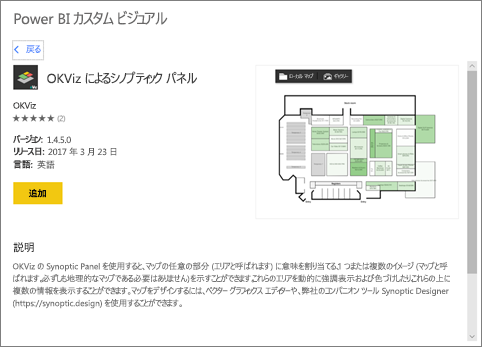 Power BI カスタム ビジュアル
戻る
OKViz によるシノプティク パネル
OKViz
(2)
バージョン: 1.4.5.0
リリース日: 2017 年 3 月 23 日
言語: 英語
追加
ローカル マップ ギャラリー
説明
OKViz の Synoptic Panel を使用すると、マップの任意の部分 (エリアと呼ばれます) に意味を割り当てる、1 つまたは複数のイメージ (マップと呼
ばれます。必ずしも地理的なマップである必要はありません) を示すことができます。これらのエリアを動的に強調表示および色づけしたり、これらの上に
複数の情報を表示することができます。マップをデザインするには、ベクター グラフィクス エディターや、弊社のコンパニオン ツール Synoptic Designer
(https://synoptic.design) を使用することができます。